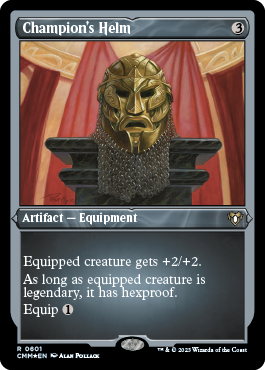 Champion's Helm 3
Artifact — Equipment
Equipped creature gets +2/+2.
As long as equipped creature is
legendary, it has hexproof.
Equip 1
R 0601
CMM★EN Alan Pollack
™ & © 2023 Wizards of the Coast